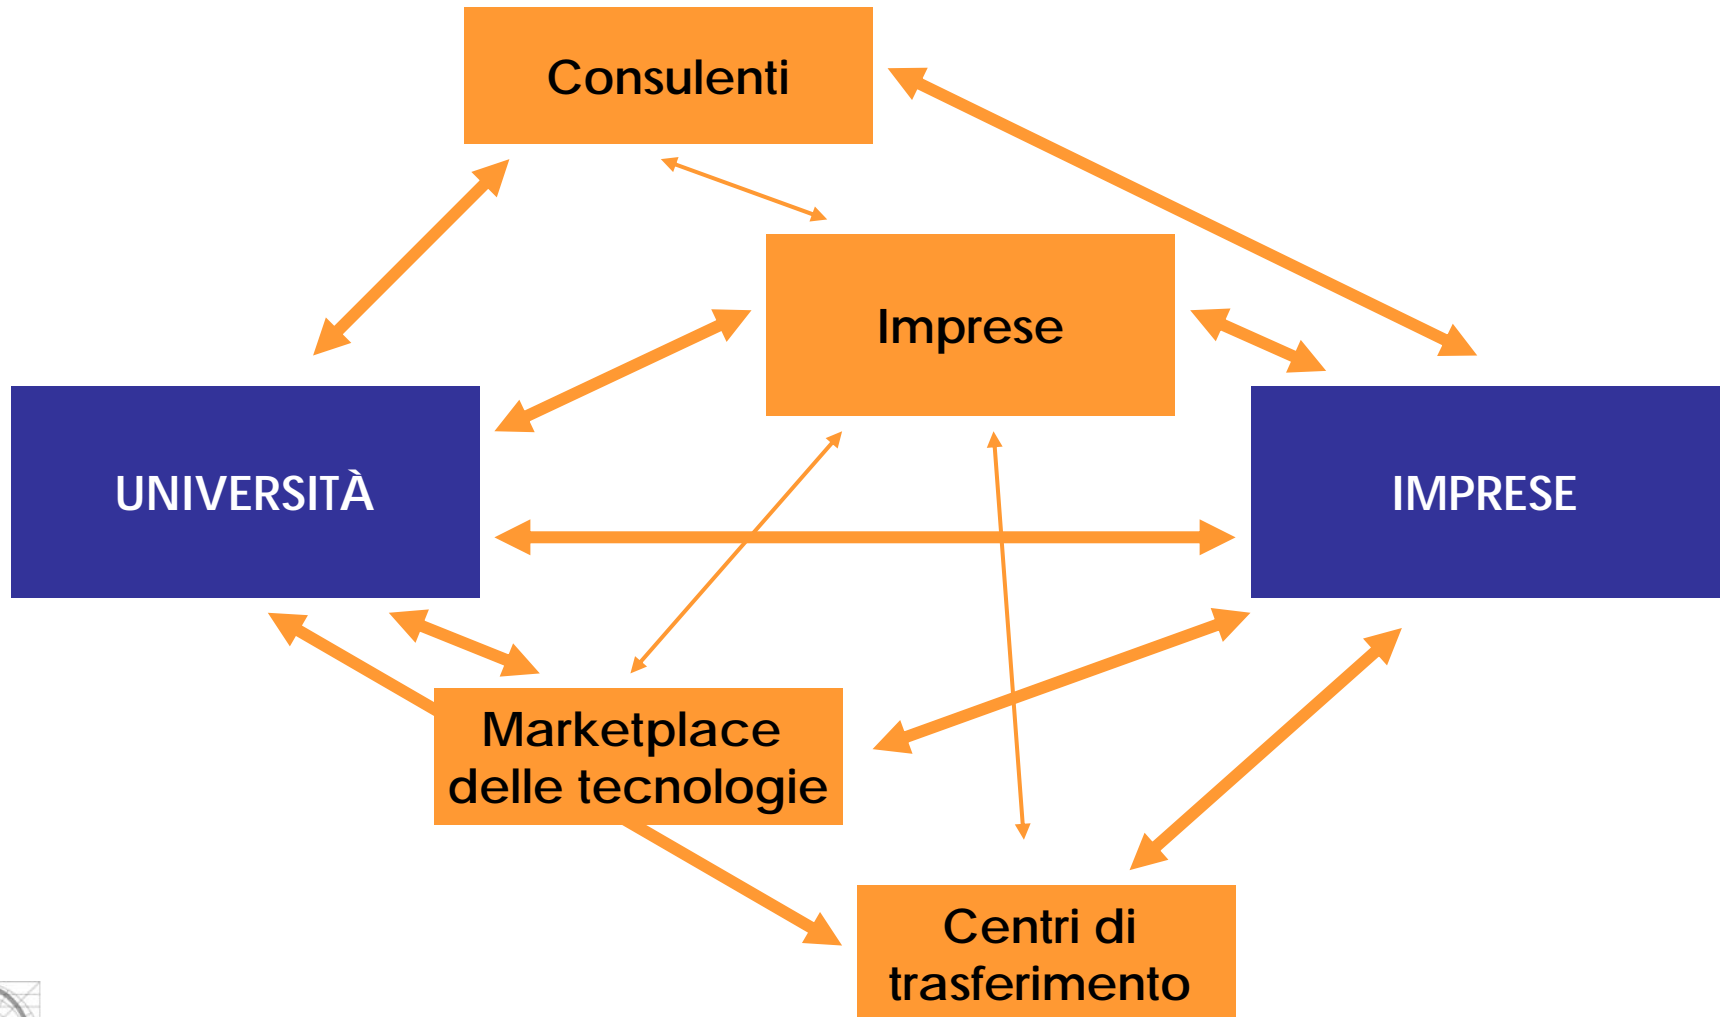 Consulenti
Imprese
UNIVERSITÀ
IMPRESE
Marketplace
delle tecnologie
Centri di
trasferimento